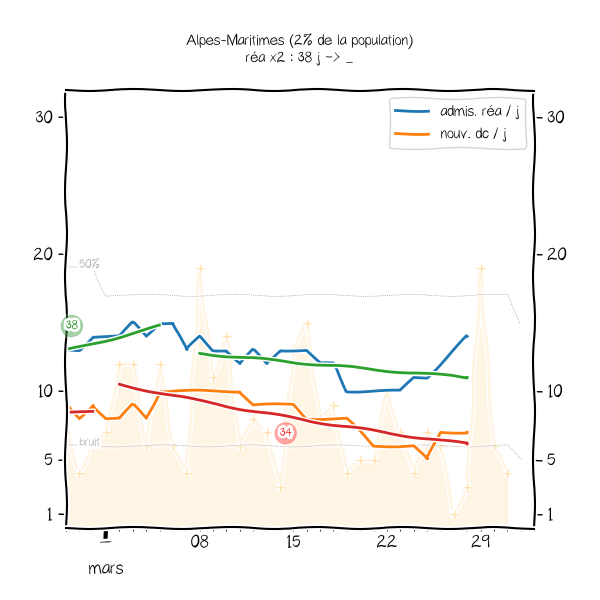 Alpes-Maritimes (2% de la population)
réa x2 : 38 j -> _
admis. réa / j
nouv. dc / j
30
30
20
20
50%
38
10
10
34
bruit
5
5
1
1
08
15
22
29
mars